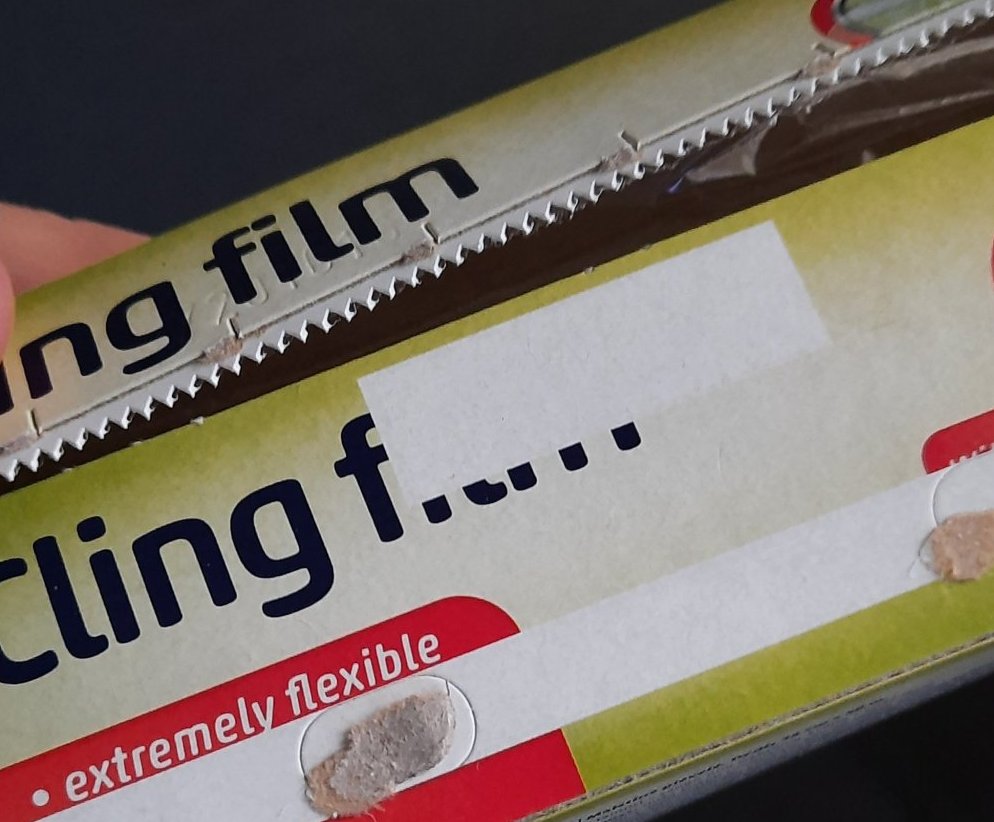 ng film
cling f
• extremely flexible